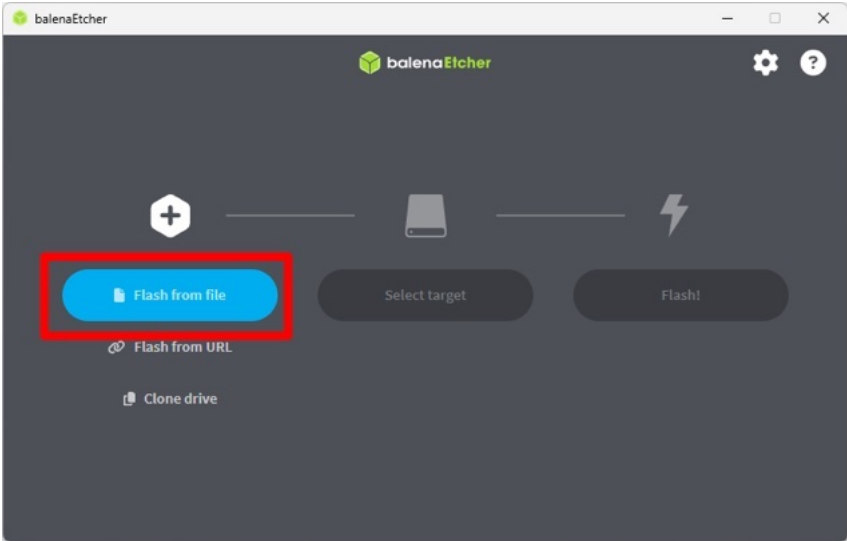 balenaEtcher
balenaEtcher
?
Flash from file
Select target
Flash!
Flash from URL
Clone drive